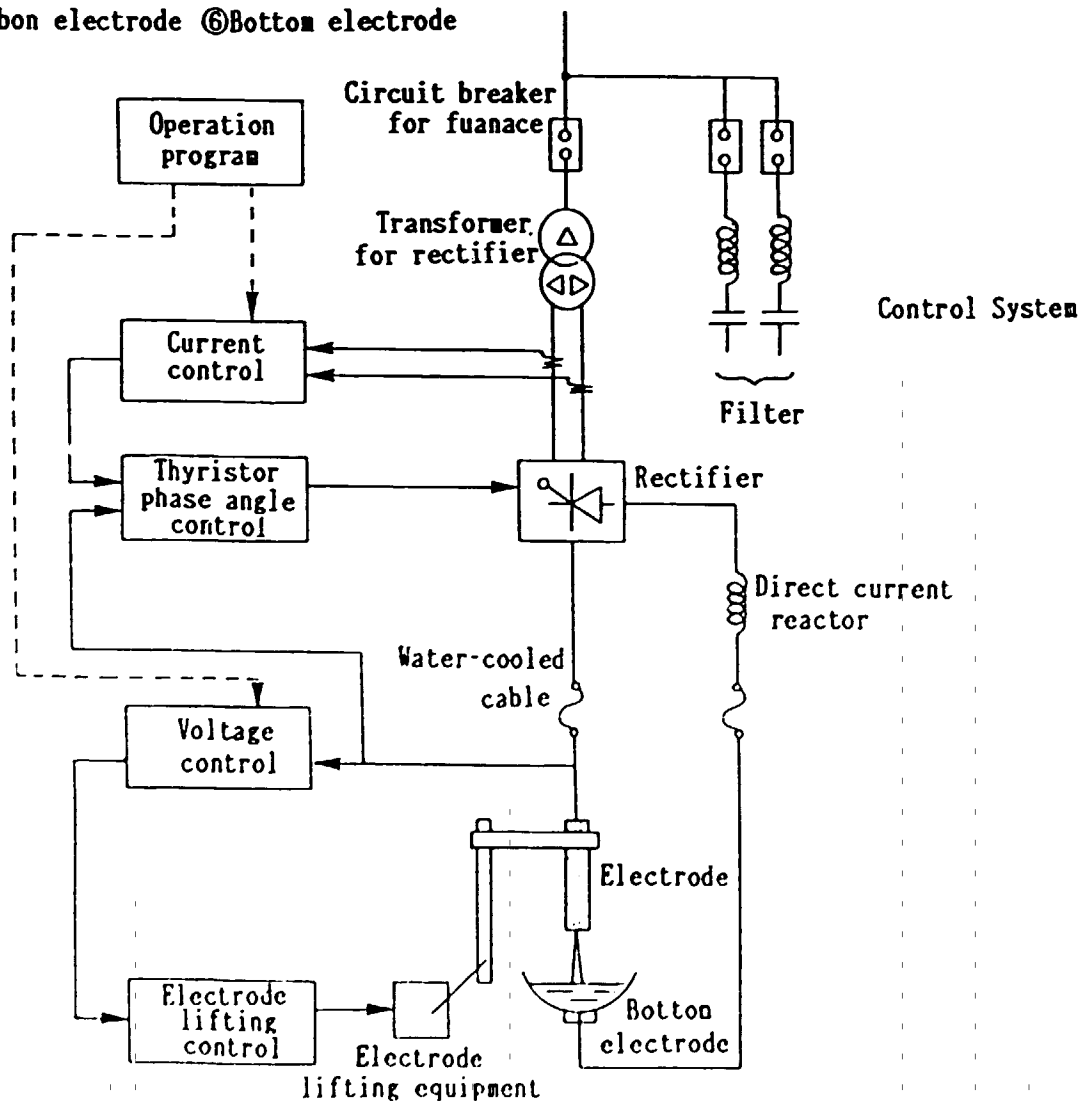 bon electrode ⑥Bottom electrode
Circuit breaker
for fuanace
Operation
program
Transformer
for rectifier
Control System
Current
control
Filter
Thyristor
phase angle
control
Rectifier
Direct current
reactor
Water-cooled
cable
Voltage
control
Electrode
Electrode
lifting
control
Bottom
electrode
Electrode
lifting equipment